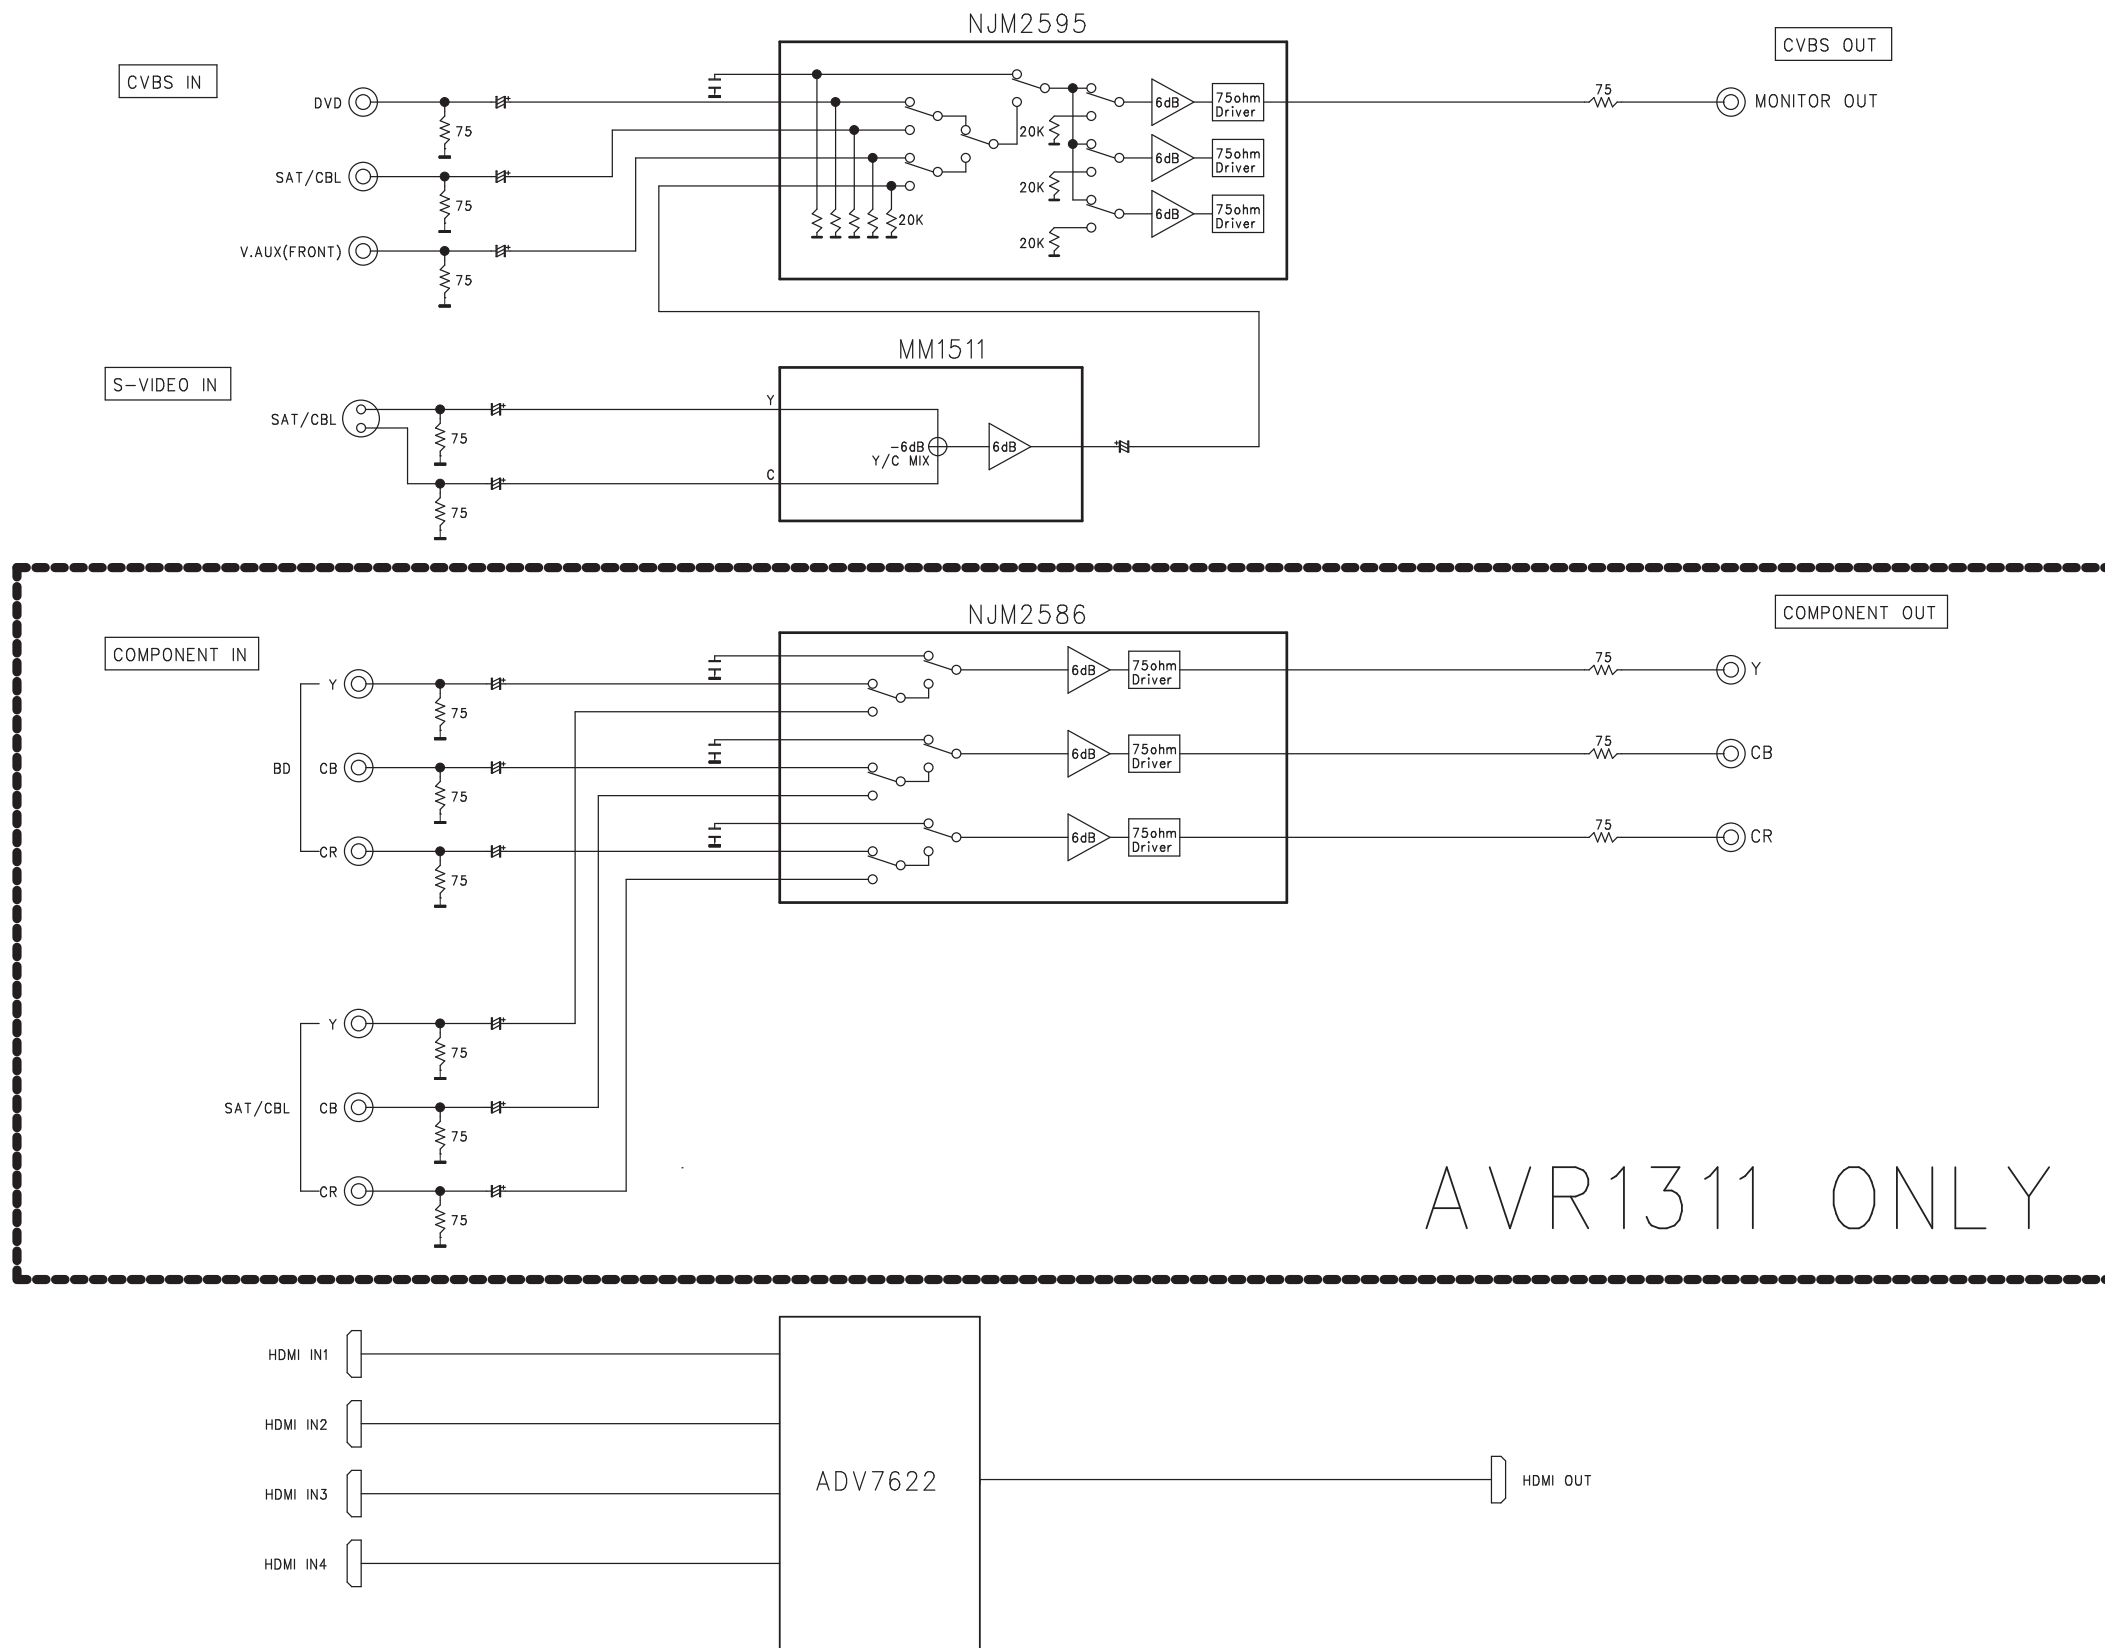 NJM2595
CVBS OUT
CVBS IN
DVD
75
SAT/CBL
75
V.AUX(FRONT)
75
20K
20K
20K
20K
6dB
75ohm
Driver
6dB
75ohm
Driver
6dB
75ohm
Driver
75
MONITOR OUT
MM1511
S-VIDEO IN
SAT/CBL
75
75
Y
C
-6dB
Y/C MIX
6dB
NJM2586
COMPONENT OUT
COMPONENT IN
BD
Y
75
CB
75
CR
75
6dB
75ohm
Driver
75
Y
6dB
75ohm
Driver
75
CB
6dB
75ohm
Driver
75
CR
SAT/CBL
Y
75
CB
75
CR
75
AVR1311 ONLY
HDMI IN1
HDMI IN2
HDMI IN3
HDMI IN4
ADV7622
HDMI OUT